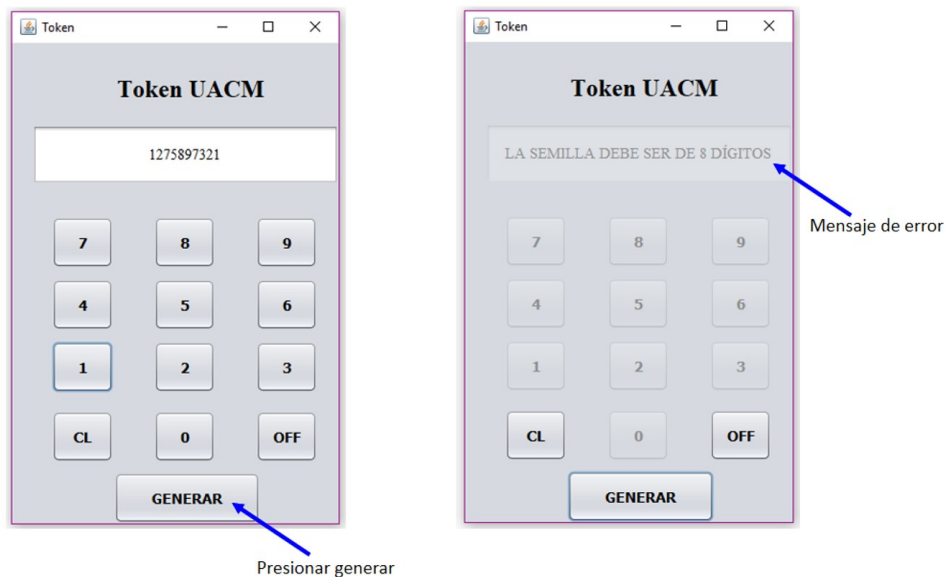 Token
Token UACM
1275897321
7 8 9
4 5 6
1 2 3
CL 0 OFF
GENERAR
Presionar generar
Token
Token UACM
LA SEMILLA DEBE SER DE 8 DÍGITOS
Mensaje de error
7 8 9
4 5 6
1 2 3
CL 0 OFF
GENERAR